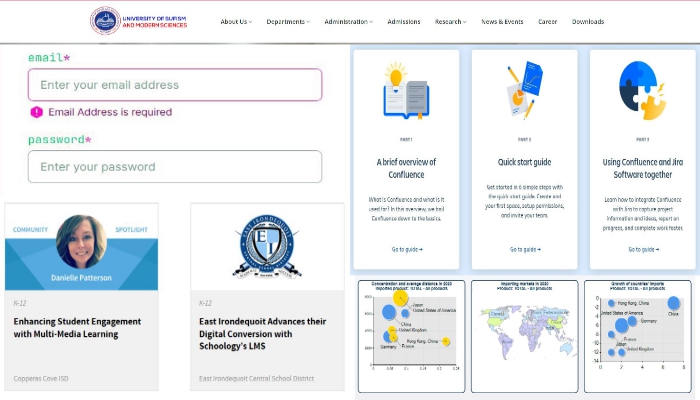 UNIVERSITY OF SUFISM
AND MODERN SCIENCES
About Us
Departments
Administration
Admissions
Research
News & Events
Career
Downloads
email*
Enter your email address
Email Address is required
password*
Enter your password
COMMUNITY
SPOTLIGHT
Danielle Patterson
K-12
Enhancing Student Engagement
with Multi-Media Learning
Copperas Cove ISD
EAST IRONDEQUOIT
E I
K-12
East Irondequoit Advances their
Digital Conversion with
Schoology's LMS
East Irondequoit Central School District
PART 1
A brief overview of
Confluence
What is Confluence and what is it
used for? In this overview, we boil
Confluence down to the basics.
Go to guide →
PART 2
Quick start guide
Get started in 6 simple steps with
the quick start guide. Create and
your first space, setup permissions,
and invite your team.
Go to guide →
PART 3
Using Confluence and Jira
Software together
Learn how to integrate Confluence
with Jira to capture project
information and ideas, report on
progress, and complete work faster.
Go to guide →
Concentration and average distance in 2020
Imported product: TOTAL - All products
Japan
United States of America
China
United Kingdom
Hong Kong, China
Germany
France
Importing markets in 2020
Product: TOTAL - All products
Growth of countries' imports
Product: TOTAL - All products
Hong Kong, China
China
United States of America
Germany
France
Japan
United Kingdom